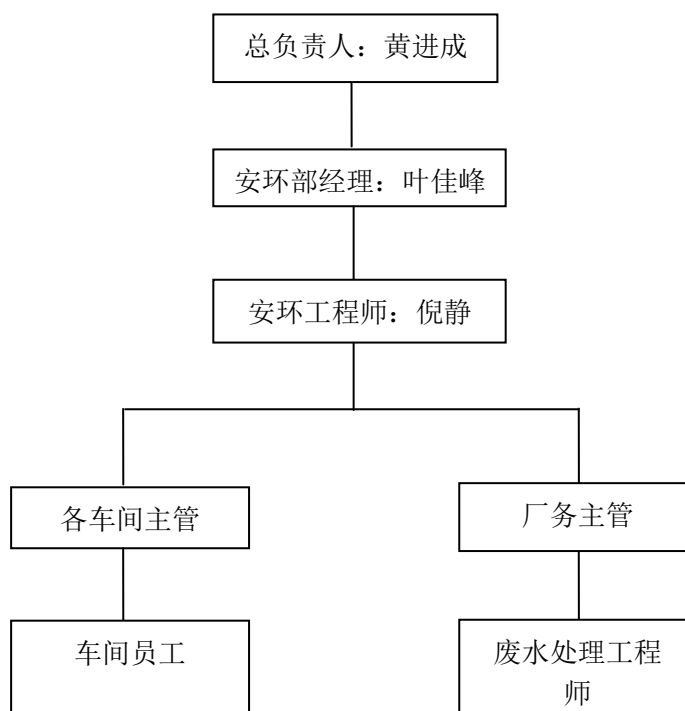 总负责人：黄进成
安环部经理：叶佳峰
安环工程师：倪静
各车间主管
厂务主管
车间员工
废水处理工程
师